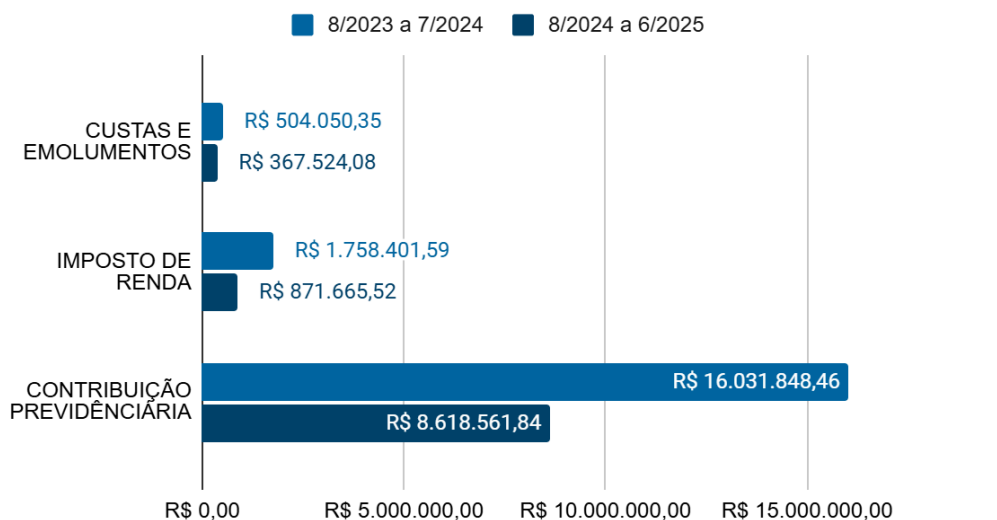 8/2023 a 7/2024
8/2024 a 6/2025
CUSTAS E
EMOLUMENTOS
R$ 504.050,35
R$ 367.524,08
IMPOSTO DE
RENDA
R$ 1.758.401,59
R$ 871.665,52
CONTRIBUIÇÃO
PREVIDÊNCIÁRIA
R$ 16.031.848,46
R$ 8.618.561,84
R$ 0,00
R$ 5.000.000,00
R$ 10.000.000,00
R$ 15.000.000,00